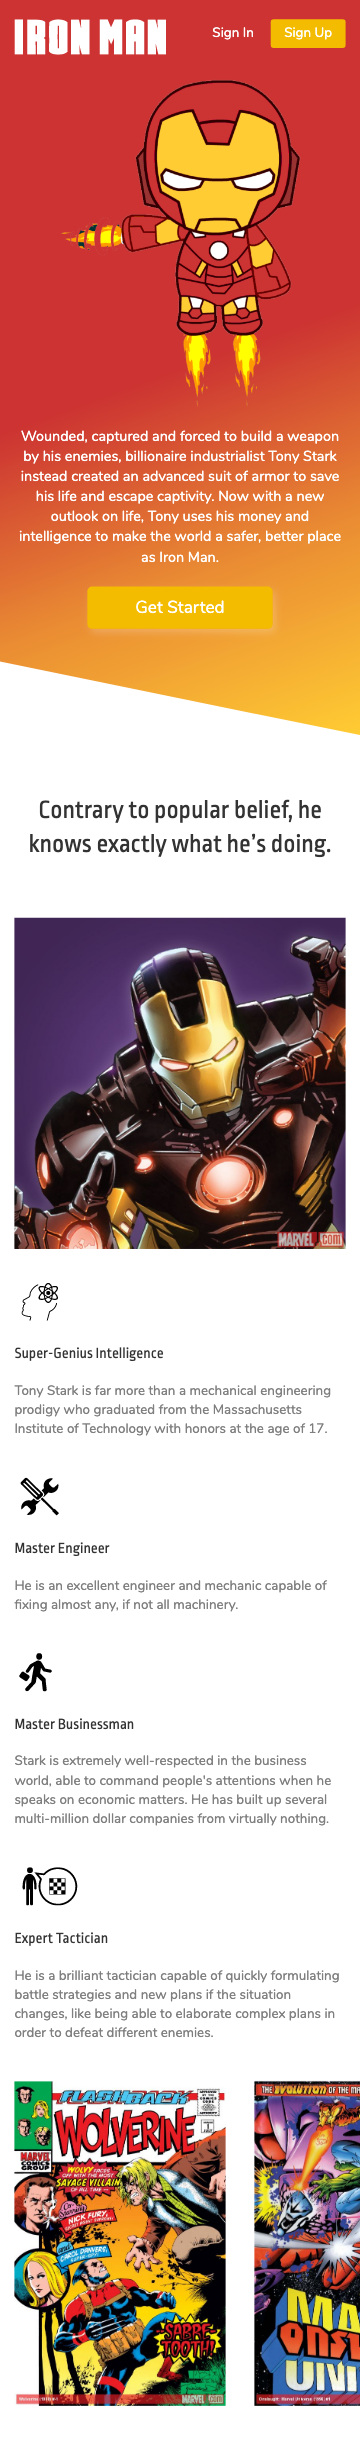 IRON MAN
Sign In
Sign Up
Wounded, captured and forced to build a weapon
by his enemies, billionaire industrialist Tony Stark
instead created an advanced suit of armor to save
his life and escape captivity. Now with a new
outlook on life, Tony uses his money and
intelligence to make the world a safer, better place
as Iron Man.
Get Started
Contrary to popular belief, he
knows exactly what he’s doing.
MARVEL.COM
Super-Genius Intelligence
Tony Stark is far more than a mechanical engineering
prodigy who graduated from the Massachusetts
Institute of Technology with honors at the age of 17.
Master Engineer
He is an excellent engineer and mechanic capable of
fixing almost any, if not all machinery.
Master Businessman
Stark is extremely well-respected in the business
world, able to command people's attentions when he
speaks on economic matters. He has built up several
multi-million dollar companies from virtually nothing.
Expert Tactician
He is a brilliant tactician capable of quickly formulating
battle strategies and new plans if the situation
changes, like being able to elaborate complex plans in
order to defeat different enemies.
FLASHBACK
WOLVERINE
MARVEL
COMICS
GROUP
WOLVY FACES
OFF WITH THE MOST
SAVAGE VILLAIN
OF ALL TIME
NICK FURY,
CAROL DANVERS,
SABRE-
TOOTH!
MARVEL.COM
THE EVOLUTION OF THE MA
MA
ONS
UNI